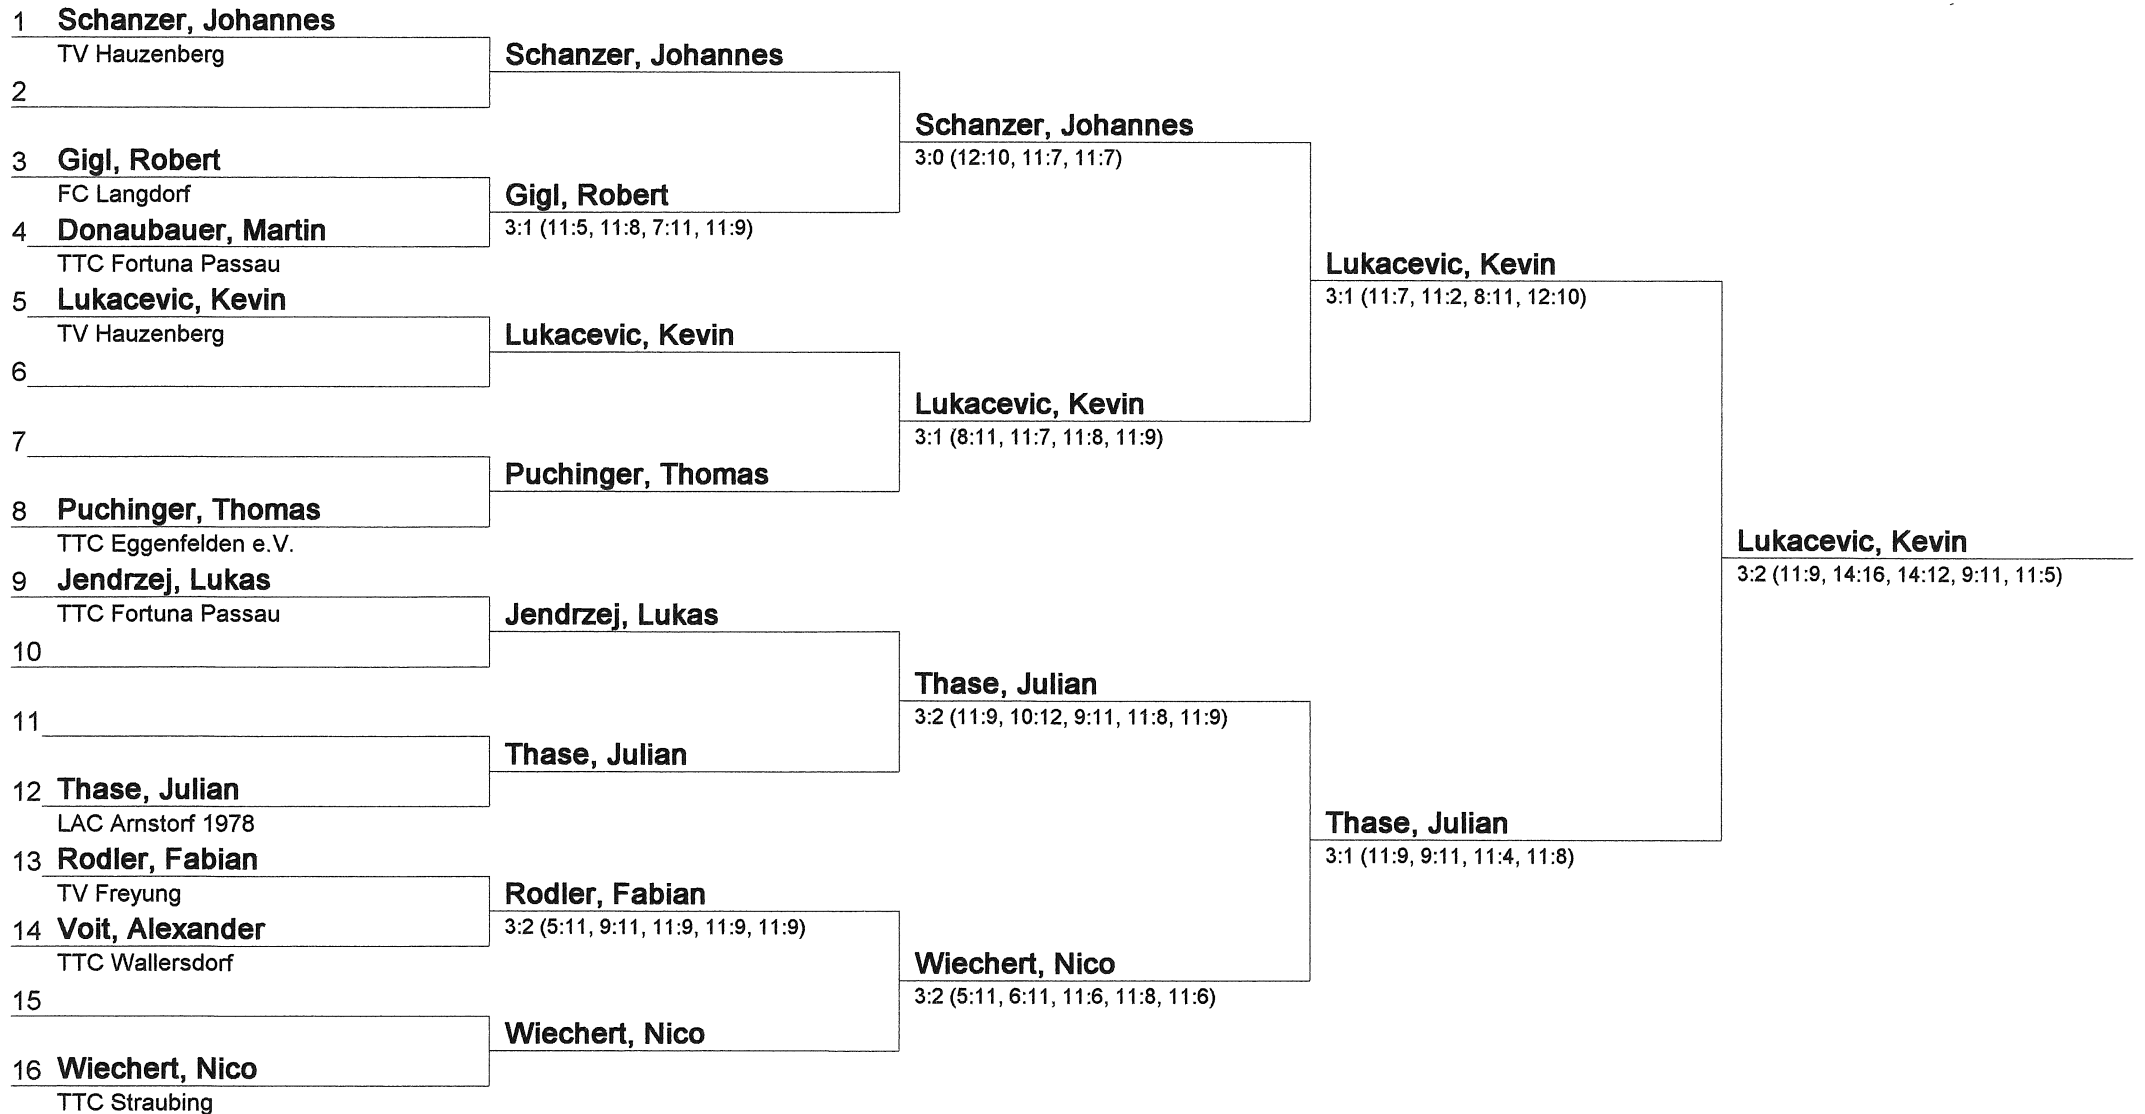 1 Schanzer, Johannes
TV Hauzenberg
2
3 Gigl, Robert
FC Langdorf
4 Donaubauer, Martin
TTC Fortuna Passau
5 Lukacevic, Kevin
TV Hauzenberg
6
7
8 Puchinger, Thomas
TTC Eggenfelden e.V.
9 Jendrzej, Lukas
TTC Fortuna Passau
10
11
12 Thase, Julian
LAC Arnstorf 1978
13 Rodler, Fabian
TV Freyung
14 Voit, Alexander
TTC Wallersdorf
15
16 Wiechert, Nico
TTC Straubing
Schanzer, Johannes
Gigl, Robert
3:1 (11:5, 11:8, 7:11, 11:9)
Lukacevic, Kevin
Puchinger, Thomas
Jendrzej, Lukas
Thase, Julian
Rodler, Fabian
3:2 (5:11, 9:11, 11:9, 11:9, 11:9)
Wiechert, Nico
Schanzer, Johannes
3:0 (12:10, 11:7, 11:7)
Lukacevic, Kevin
3:1 (8:11, 11:7, 11:8, 11:9)
Thase, Julian
3:2 (11:9, 10:12, 9:11, 11:8, 11:9)
Wiechert, Nico
3:2 (5:11, 6:11, 11:6, 11:8, 11:6)
Lukacevic, Kevin
3:1 (11:7, 11:2, 8:11, 12:10)
Thase, Julian
3:1 (11:9, 9:11, 11:4, 11:8)
Lukacevic, Kevin
3:2 (11:9, 14:16, 14:12, 9:11, 11:5)